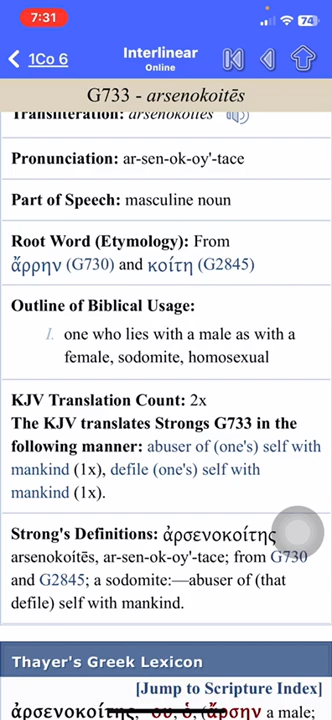 7:31
74
1Co 6
Interlinear
Online
G733 - arsenokoitēs
Transliteration: arsenokoitēs
Pronunciation: ar-sen-ok-oy'-tace
Part of Speech: masculine noun
Root Word (Etymology): From
ἄρρην (G730) and κοίτη (G2845)
Outline of Biblical Usage:
I. one who lies with a male as with a
female, sodomite, homosexual
KJV Translation Count: 2x
The KJV translates Strongs G733 in the
following manner: abuser of (one's) self with
mankind (1x), defile (one's) self with
mankind (1x).
Strong's Definitions: ἀρσενοκοίτης
arsenokoítēs, ar-sen-ok-oy'-tace; from G730
and G2845; a sodomite:—abuser of (that
defile) self with mankind.
Thayer's Greek Lexicon
[Jump to Scripture Index]
ἀρσενοκοίτης, ου, ὁ, (ἄρσην a male;